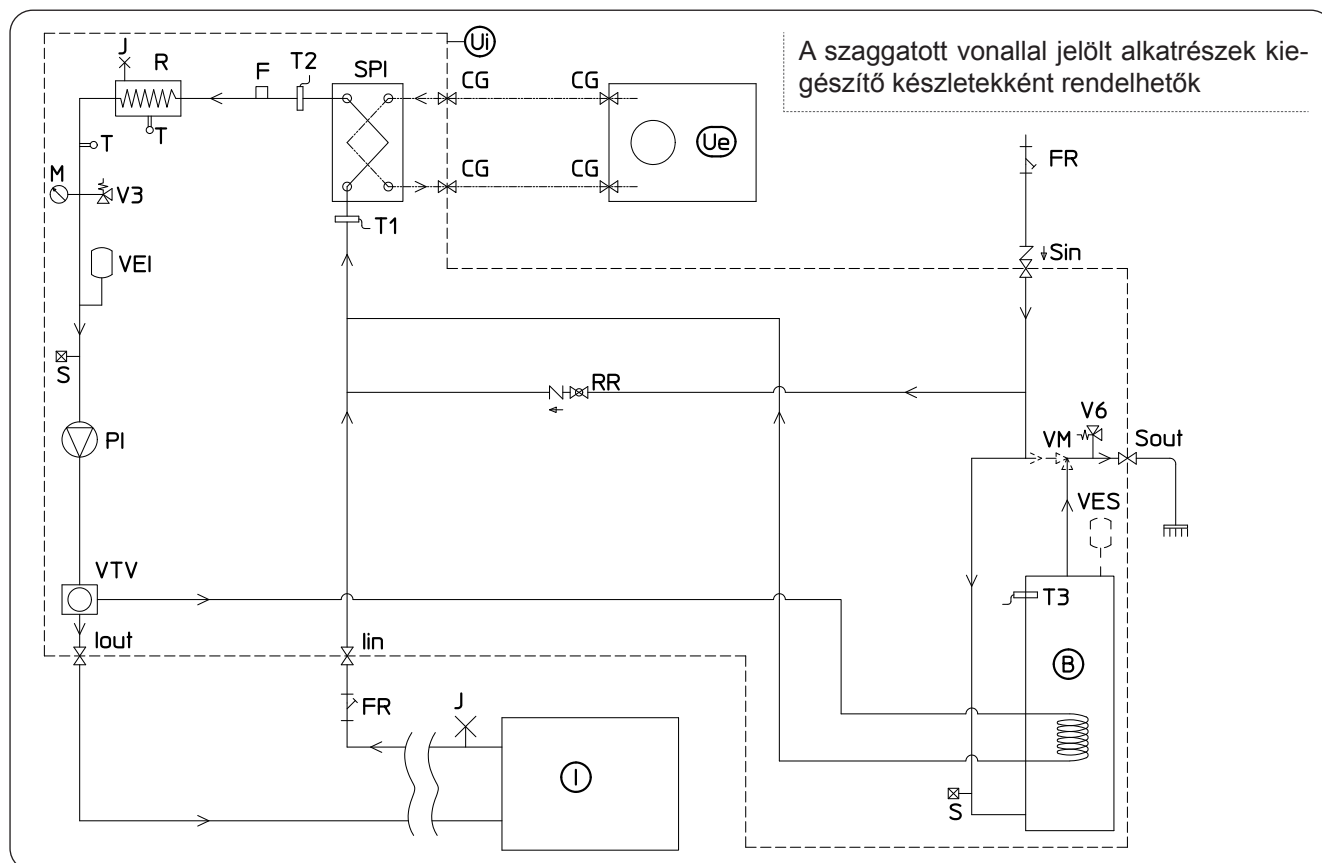 A szaggatott vonallal jelölt alkatrészek kie-
gészítő készletekként rendelhetők
Ui
J
R
F
T2
SPI
CG
CG
Ue
T
T
M
V3
CG
CG
T1
FR
VEI
Sin
S
RR
PI
V6
VM
Sout
VES
VTV
T3
Iout
Iin
B
FR
J
I
S